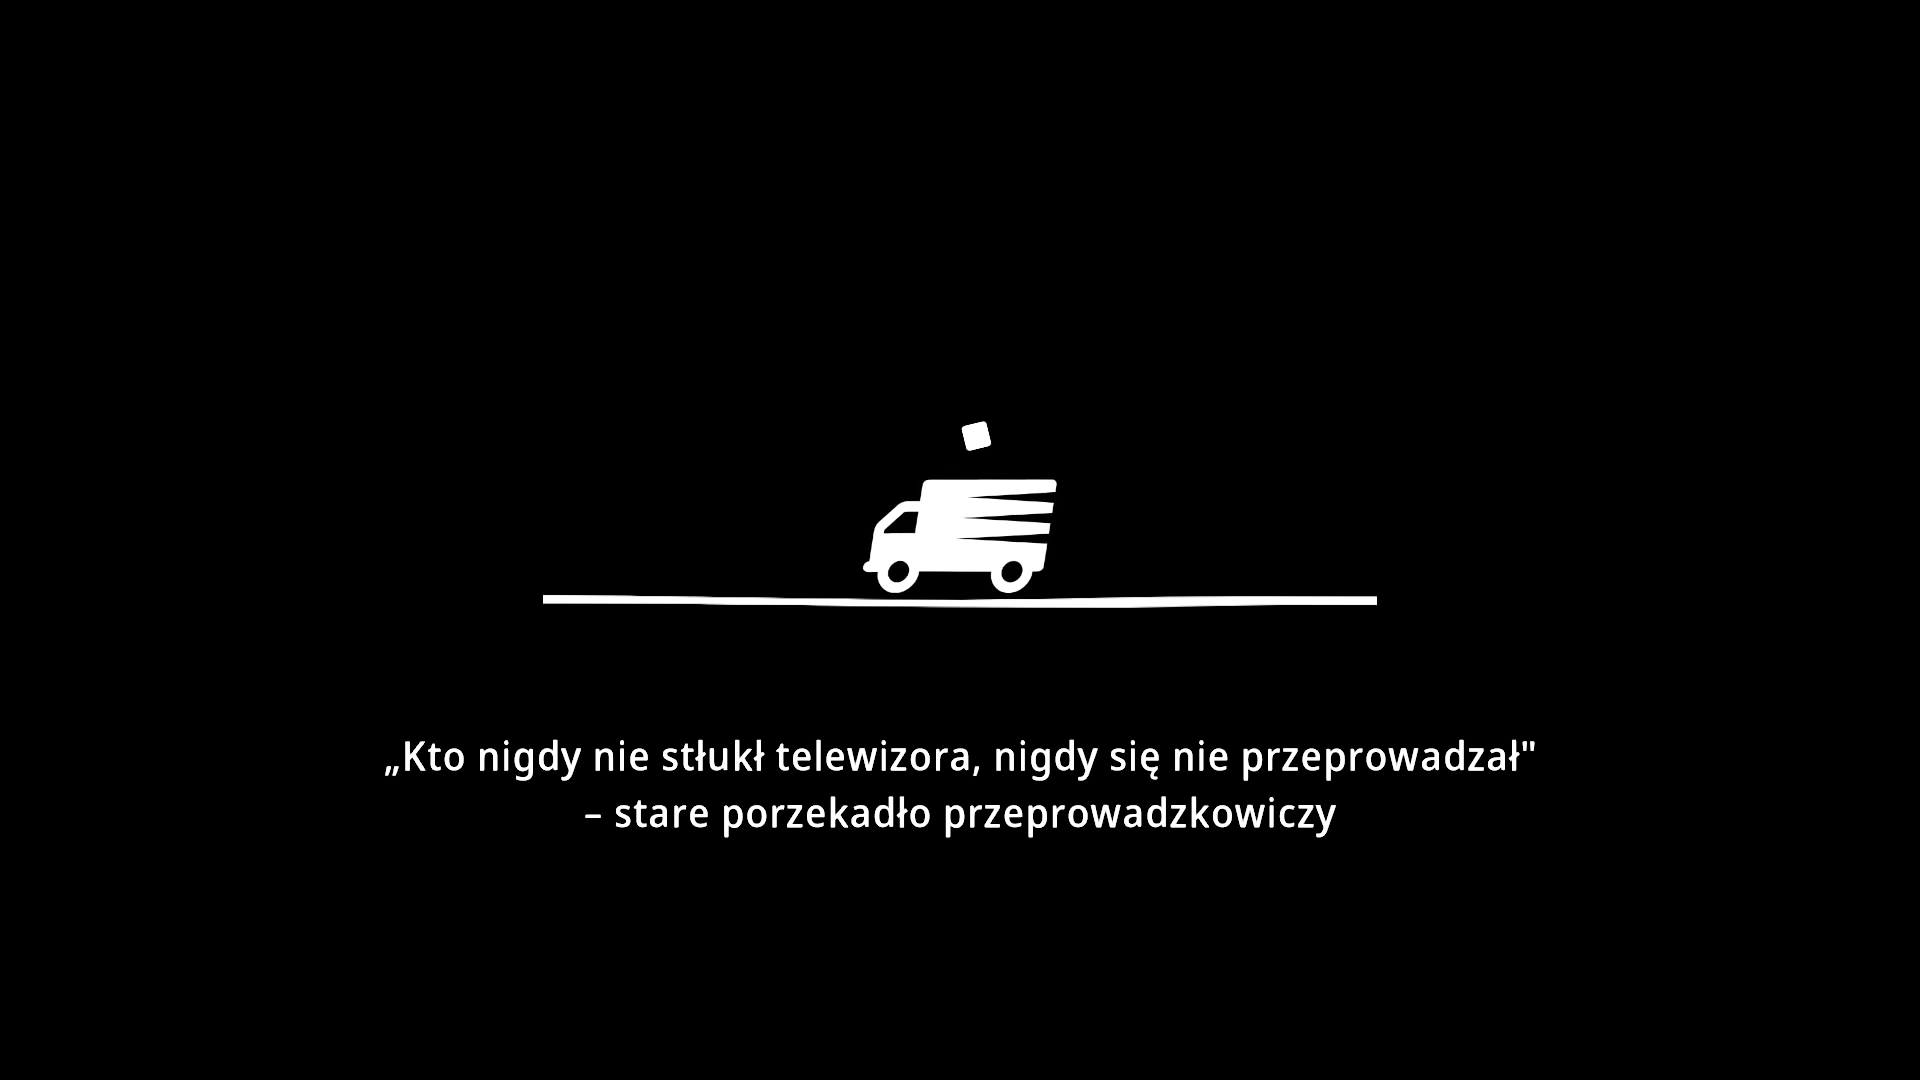 „Kto nigdy nie stłukł telewizora, nigdy się nie przeprowadzał"
– stare porzekadło przeprowadzkowiczy